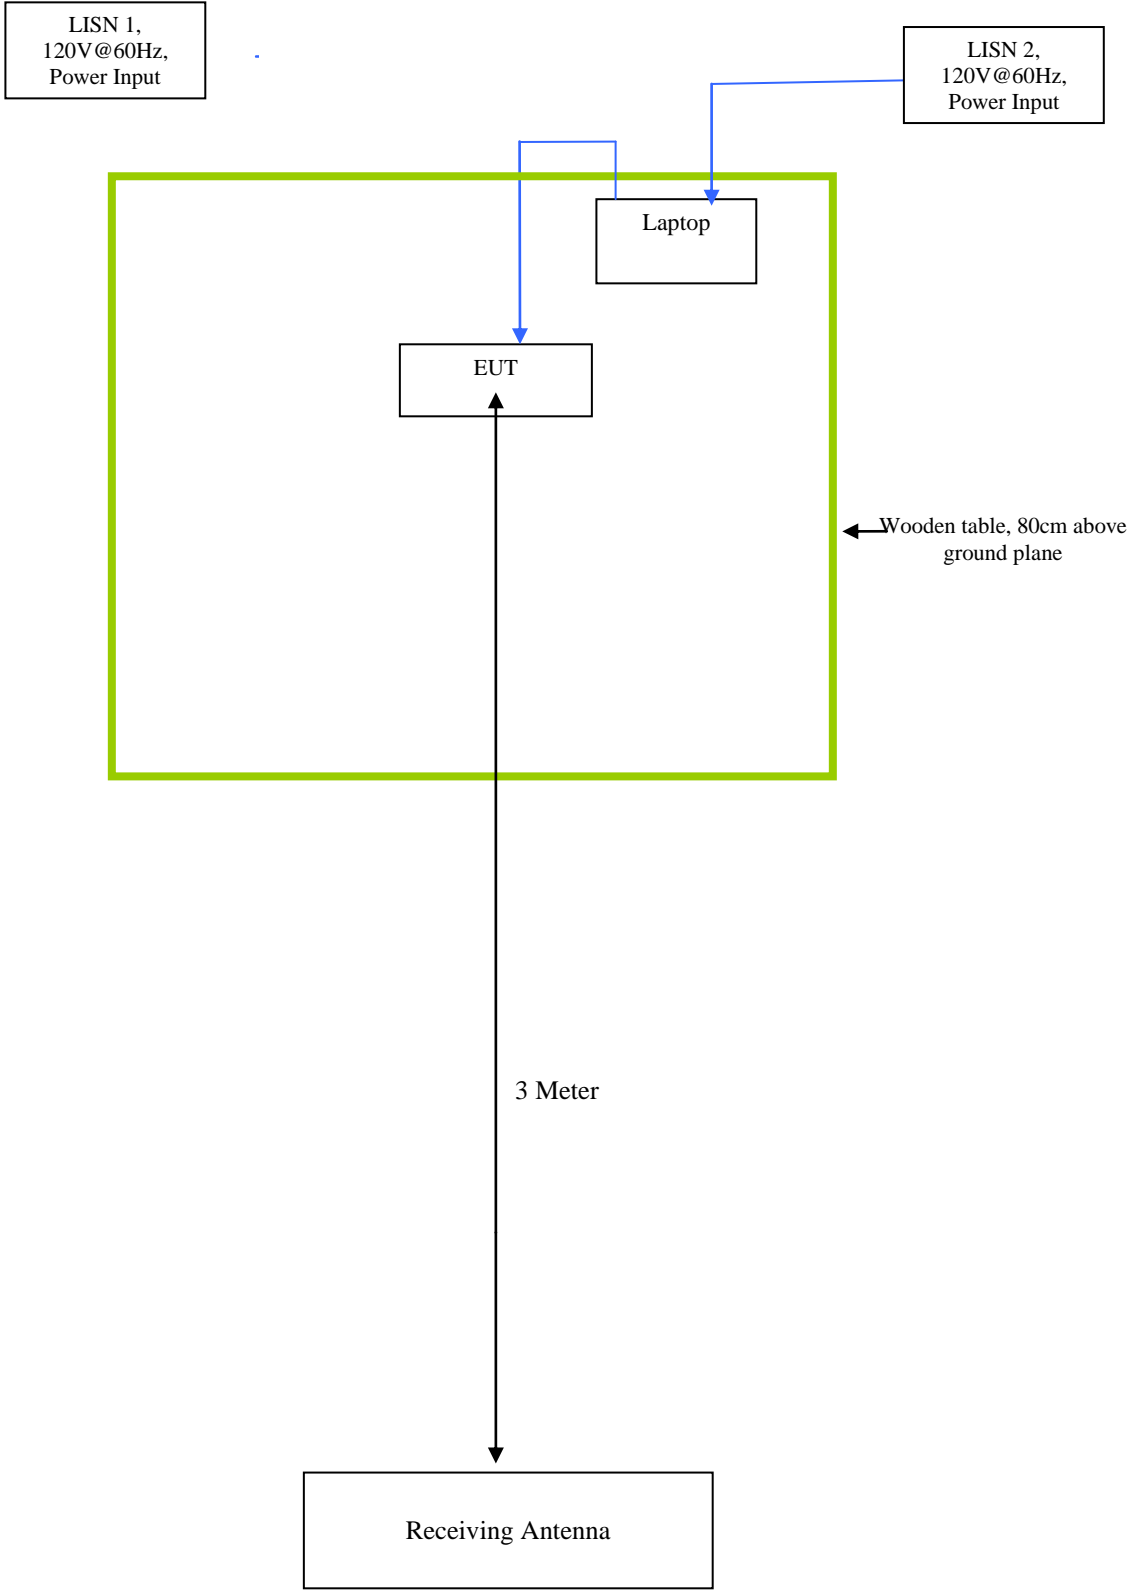 LISN 1,
120V@60Hz,
Power Input
LISN 2,
120V@60Hz,
Power Input
Laptop
EUT
Wooden table, 80cm above
ground plane
3 Meter
Receiving Antenna